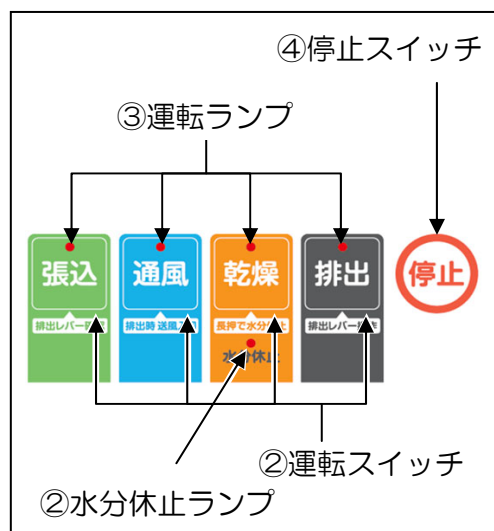 ④停止スイッチ
③運転ランプ
張込
通風
乾燥
排出
停止
排出レバー
排出時 送風
長押で水分休止
排出レバー
水分休止
②運転スイッチ
②水分休止ランプ